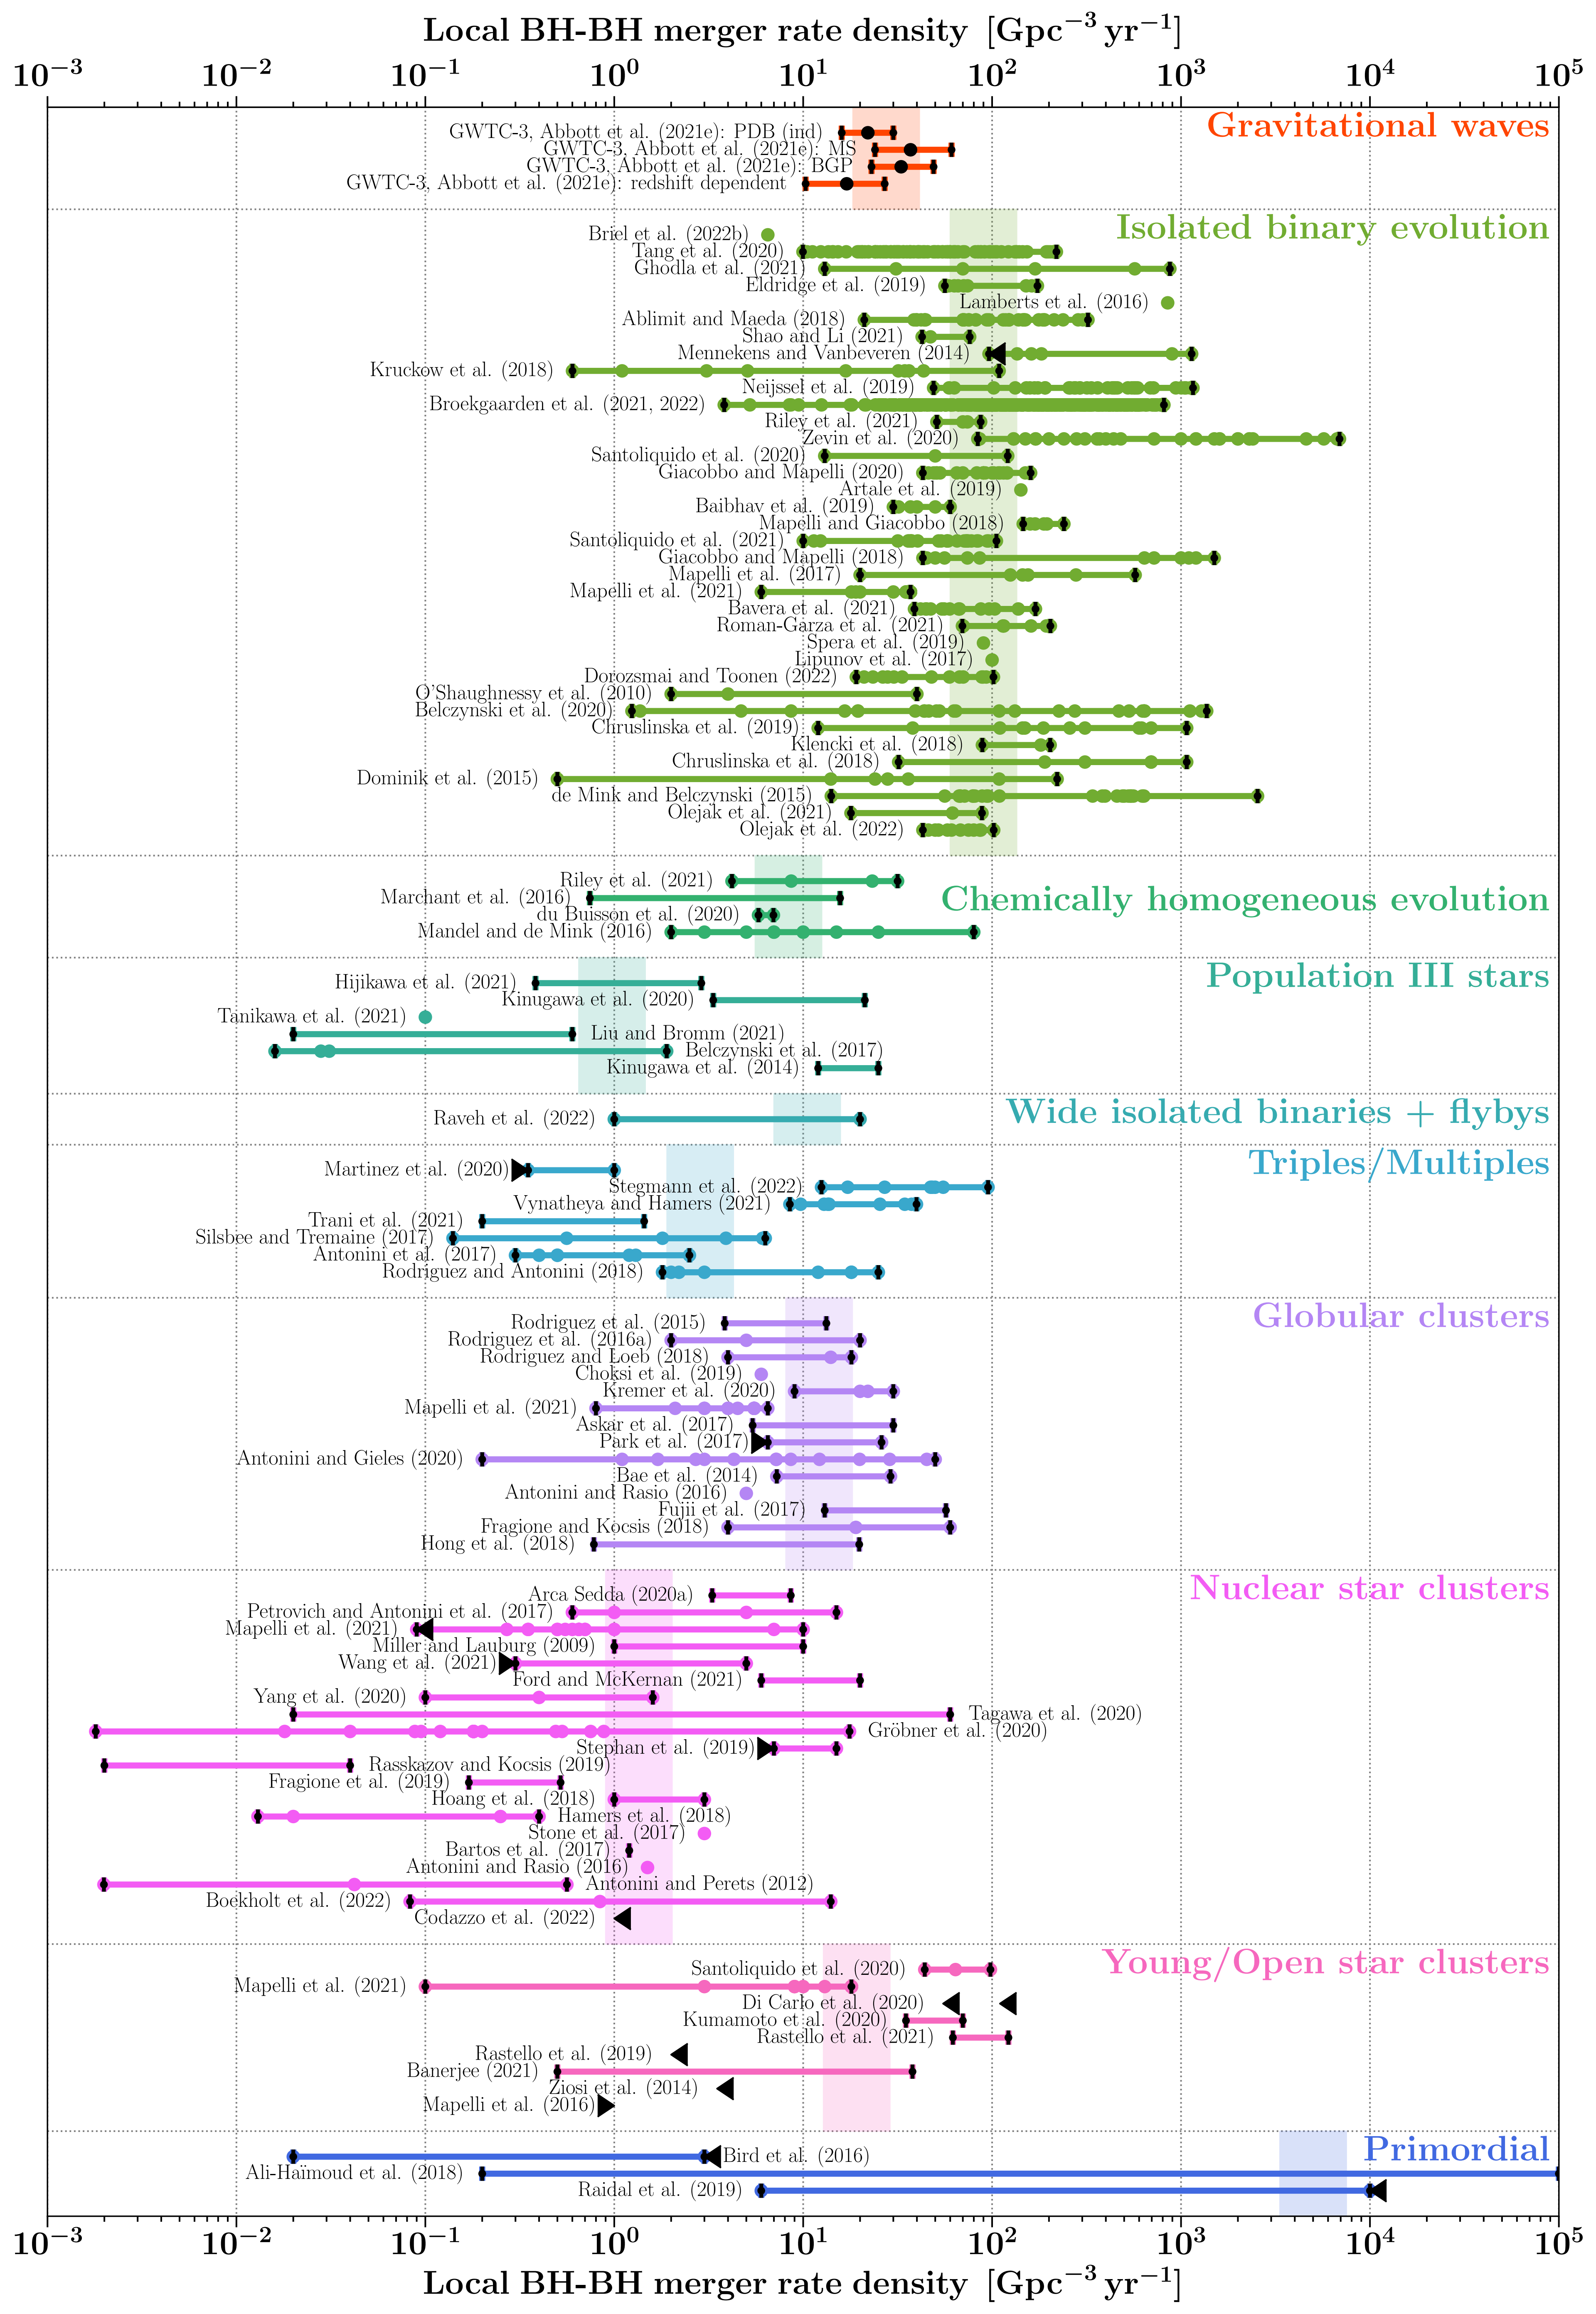 Local BH-BH merger rate density [Gpc⁻³ yr⁻¹]
10⁻³ 10⁻² 10⁻¹ 10⁰ 10¹ 10² 10³ 10⁴ 10⁵
Gravitational waves
GWTC-3, Abbott et al. (2021e): PDB (ind)
GWTC-3, Abbott et al. (2021e): MS
GWTC-3, Abbott et al. (2021e): BGP
GWTC-3, Abbott et al. (2021e): redshift dependent
Isolated binary evolution
Briel et al. (2022b)
Tang et al. (2020)
Ghodla et al. (2021)
Eldridge et al. (2019)
Lamberts et al. (2016)
Ablimit and Maeda (2018)
Shao and Li (2021)
Mennekens and Vanbeveren (2014)
Kruckow et al. (2018)
Neijssel et al. (2019)
Broekgaarden et al. (2021, 2022)
Riley et al. (2021)
Zevin et al. (2020)
Santoliquido et al. (2020)
Giacobbo and Mapelli (2020)
Artale et al. (2019)
Baibhav et al. (2019)
Mapelli and Giacobbo (2018)
Santoliquido et al. (2021)
Giacobbo and Mapelli (2018)
Mapelli et al. (2017)
Mapelli et al. (2021)
Bavera et al. (2021)
Roman-Garza et al. (2021)
Spera et al. (2019)
Lipunov et al. (2017)
Dorozsmai and Toonen (2022)
O'Shaughnessy et al. (2010)
Belczynski et al. (2020)
Chruslinska et al. (2019)
Klencki et al. (2018)
Chruslinska et al. (2018)
Dominik et al. (2015)
de Mink and Belczynski (2015)
Olejak et al. (2021)
Olejak et al. (2022)
Chemically homogeneous evolution
Riley et al. (2021)
Marchant et al. (2016)
du Buisson et al. (2020)
Mandel and de Mink (2016)
Population III stars
Hijikawa et al. (2021)
Kinugawa et al. (2020)
Tanikawa et al. (2021)
Liu and Bromm (2021)
Belczynski et al. (2017)
Kinugawa et al. (2014)
Wide isolated binaries + flybys
Raveh et al. (2022)
Triples/Multiples
Martinez et al. (2020)
Stegmann et al. (2022)
Vynatheya and Hamers (2021)
Trani et al. (2021)
Silsbee and Tremaine (2017)
Antonini et al. (2017)
Rodriguez and Antonini (2018)
Globular clusters
Rodriguez et al. (2015)
Rodriguez et al. (2016a)
Rodriguez and Loeb (2018)
Choksi et al. (2019)
Kremer et al. (2020)
Mapelli et al. (2021)
Askar et al. (2017)
Park et al. (2017)
Antonini and Gieles (2020)
Bae et al. (2014)
Antonini and Rasio (2016)
Fujii et al. (2017)
Fragione and Kocsis (2018)
Hong et al. (2018)
Nuclear star clusters
Arca Sedda (2020a)
Petrovich and Antonini et al. (2017)
Mapelli et al. (2021)
Miller and Lauburg (2009)
Wang et al. (2021)
Ford and McKernan (2021)
Yang et al. (2020)
Tagawa et al. (2020)
Gröbner et al. (2020)
Stephan et al. (2019)
Rasskazov and Kocsis (2019)
Fragione et al. (2019)
Hoang et al. (2018)
Hamers et al. (2018)
Stone et al. (2017)
Bartos et al. (2017)
Antonini and Rasio (2016)
Antonini and Perets (2012)
Boekholt et al. (2022)
Codazzo et al. (2022)
Young/Open star clusters
Santoliquido et al. (2020)
Mapelli et al. (2021)
Di Carlo et al. (2020)
Kumamoto et al. (2020)
Rastello et al. (2021)
Rastello et al. (2019)
Banerjee (2021)
Ziosi et al. (2014)
Mapelli et al. (2016)
Primordial
Bird et al. (2016)
Ali-Haïmoud et al. (2018)
Raidal et al. (2019)
10⁻³ 10⁻² 10⁻¹ 10⁰ 10¹ 10² 10³ 10⁴ 10⁵
Local BH-BH merger rate density [Gpc⁻³ yr⁻¹]